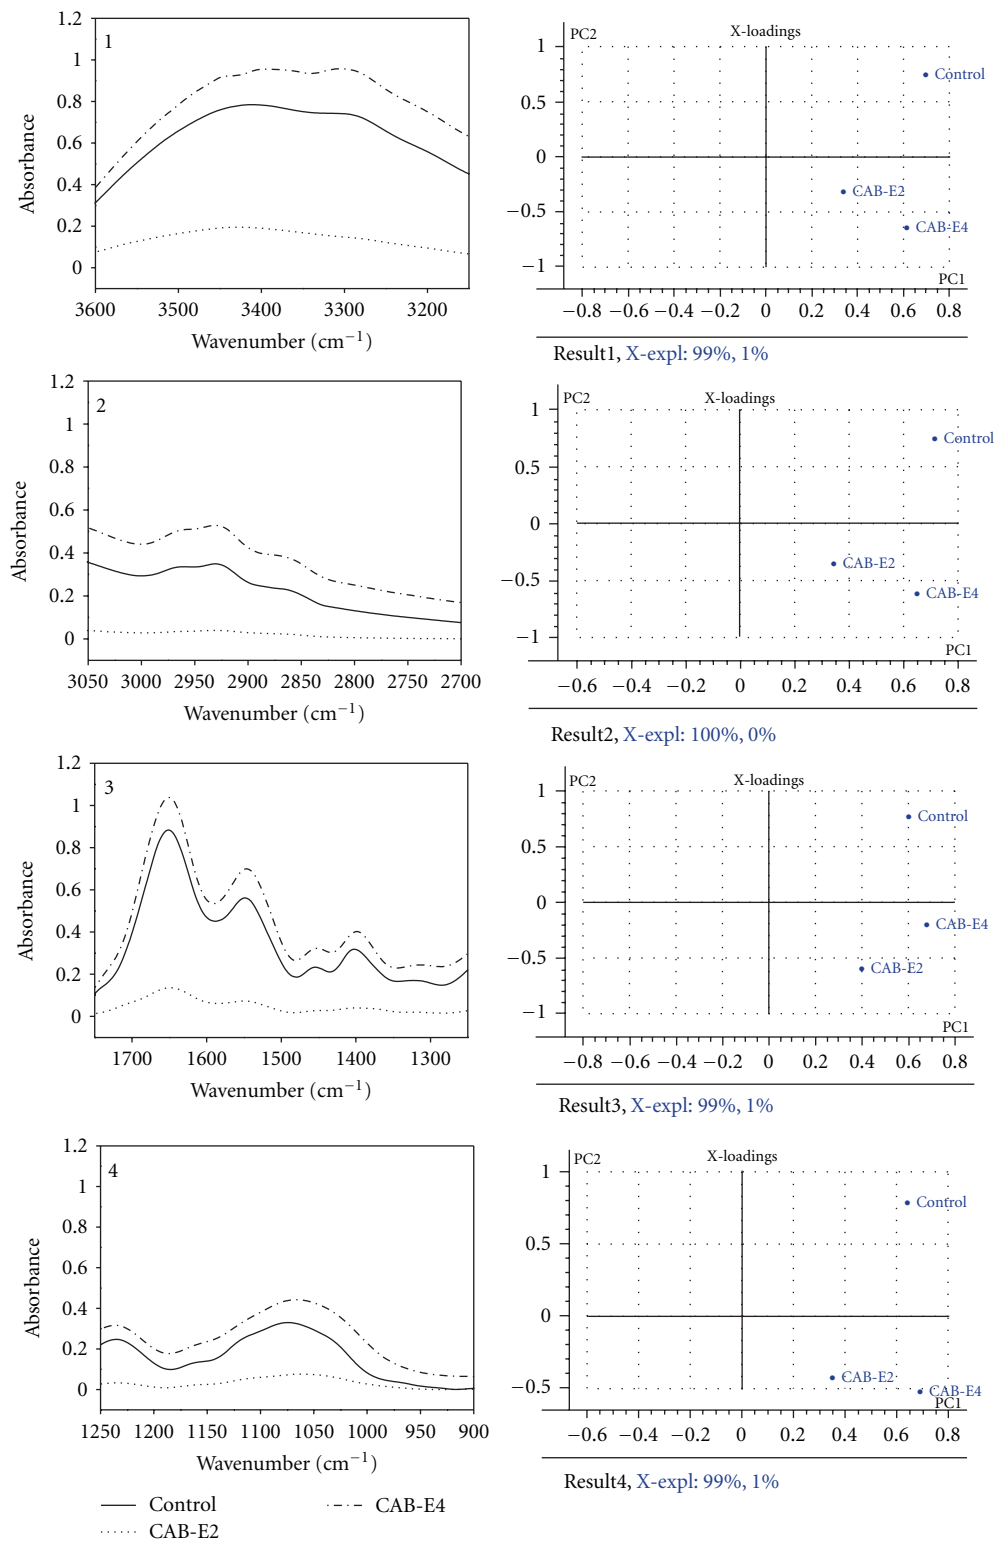 1.2
1
0.8
0.6
0.4
0.2
0
Absorbance
1
3600 3500 3400 3300 3200
Wavenumber (cm−1)
X-loadings
PC2
1
0.5
0
−0.5
−1
Control
CAB-E2
CAB-E4
PC1
−0.8 −0.6 −0.4 −0.2 0 0.2 0.4 0.6 0.8
Result1, X-expl: 99%, 1%
1.2
1
0.8
0.6
0.4
0.2
0
Absorbance
2
3050 3000 2950 2900 2850 2800 2750 2700
Wavenumber (cm−1)
X-loadings
PC2
1
0.5
0
−0.5
−1
Control
CAB-E2
CAB-E4
PC1
−0.6 −0.4 −0.2 0 0.2 0.4 0.6 0.8
Result2, X-expl: 100%, 0%
1.2
1
0.8
0.6
0.4
0.2
0
Absorbance
3
1700 1600 1500 1400 1300
Wavenumber (cm−1)
X-loadings
PC2
1
0.5
0
−0.5
−1
Control
CAB-E4
CAB-E2
PC1
−0.8 −0.6 −0.4 −0.2 0 0.2 0.4 0.6 0.8
Result3, X-expl: 99%, 1%
1.2
1
0.8
0.6
0.4
0.2
0
Absorbance
4
1250 1200 1150 1100 1050 1000 950 900
Wavenumber (cm−1)
X-loadings
PC2
1
0.5
0
−0.5
Control
CAB-E2
CAB-E4
PC1
−0.6 −0.4 −0.2 0 0.2 0.4 0.6 0.8
Result4, X-expl: 99%, 1%
Control
CAB-E2
CAB-E4